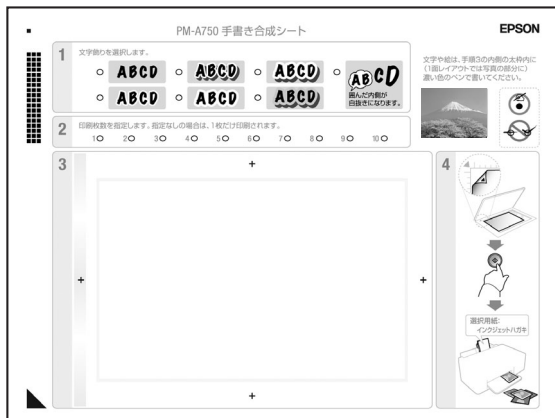 PM-A750 手書き合成シート
EPSON
1
文字飾りを選択します。
ABCD
ABCD
ABCD
ABCD
囲んだ内側が
白抜きになります。
ABCD
ABCD
ABCD
文字や絵は、手順3の内側の太枠内に
(1面レイアウトでは写真の部分に)
濃い色のペンで書いてください。
2
印刷枚数を指定します。指定なしの場合は、1枚だけ印刷されます。
1 2 3 4 5 6 7 8 9 10
3
4
選択用紙:
インクジェットハガキ